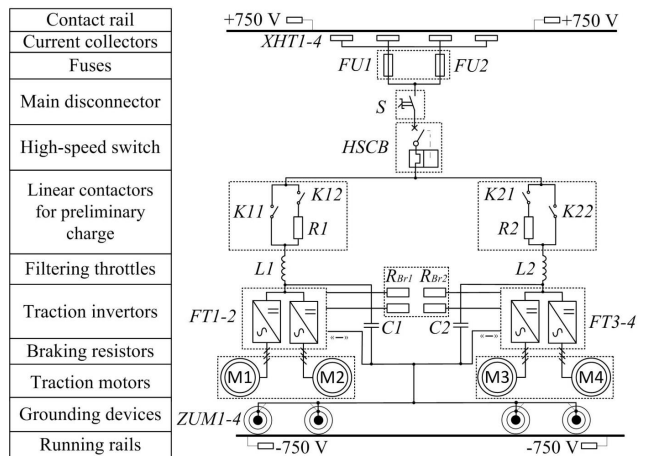 Contact rail
Current collectors
Fuses
Main disconnector
High-speed switch
Linear contactors
for preliminary
charge
Filtering throttles
Traction invertors
Braking resistors
Traction motors
Grounding devices
Running rails
+750 V
+750 V
XHT1-4
FU1
FU2
S
HSCB
K11
K12
R1
K21
K22
R2
L1
L2
RBr1
RBr2
FT1-2
C1
C2
FT3-4
«—»
«—»
M1
M2
M3
M4
ZUM1-4
-750 V
-750 V